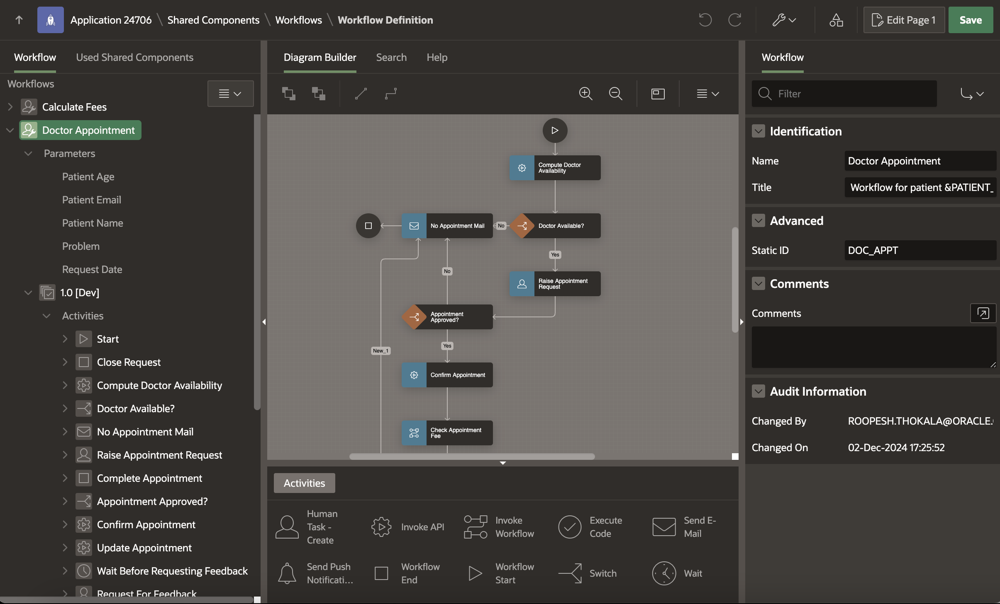 Application 24706 \ Shared Components \ Workflows \ Workflow Definition
Edit Page 1
Save
Workflow
Used Shared Components
Workflows
Calculate Fees
Doctor Appointment
Parameters
Patient Age
Patient Email
Patient Name
Problem
Request Date
1.0 [Dev]
Activities
Start
Close Request
Compute Doctor Availability
Doctor Available?
No Appointment Mail
Raise Appointment Request
Complete Appointment
Appointment Approved?
Confirm Appointment
Update Appointment
Wait Before Requesting Feedback
Request For Feedback
Diagram Builder
Search
Help
Compute Doctor
Availability
No Appointment Mail
No
Doctor Available?
Yes
No
Raise Appointment
Request
Appointment
Approved?
Yes
New_1
Confirm Appointment
Check Appointment
Fee
Activities
Human
Task -
Create
Invoke API
Invoke
Workflow
Execute
Code
Send E-
Mail
Send Push
Notificati...
Workflow
End
Workflow
Start
Switch
Wait
Workflow
Filter
Identification
Name
Doctor Appointment
Title
Workflow for patient &PATIENT_
Advanced
Static ID
DOC_APPT
Comments
Comments
Audit Information
Changed By
ROOPESH.THOKALA@ORACLE.
Changed On
02-Dec-2024 17:25:52